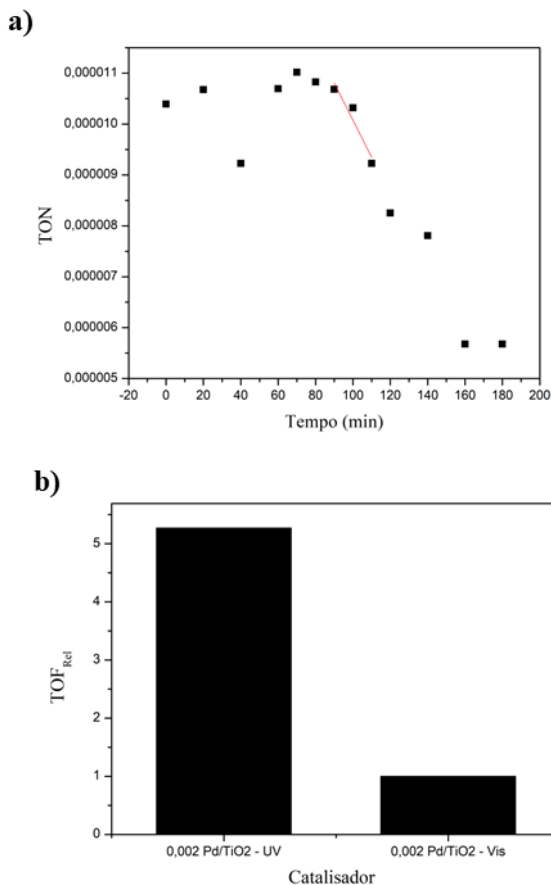 a)
0,000011
0,000010
0,000009
0,000008
0,000007
0,000006
0,000005
TON
-20 0 20 40 60 80 100 120 140 160 180 200
Tempo (min)
b)
5
4
3
2
1
0
TOF Rel
0,002 Pd/TiO2 - UV 0,002 Pd/TiO2 - Vis
Catalisador